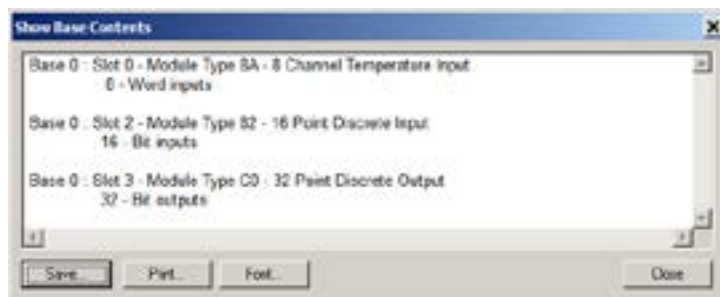 Show Base Contents
Base 0 : Slot 0 - Module Type 8A - 8 Channel Temperature Input
8 - Word inputs
Base 0 : Slot 2 - Module Type 82 - 16 Point Discrete Input
16 - Bit inputs
Base 0 : Slot 3 - Module Type C0 - 32 Point Discrete Output
32 - Bit outputs
Save...
Print...
Font...
Close